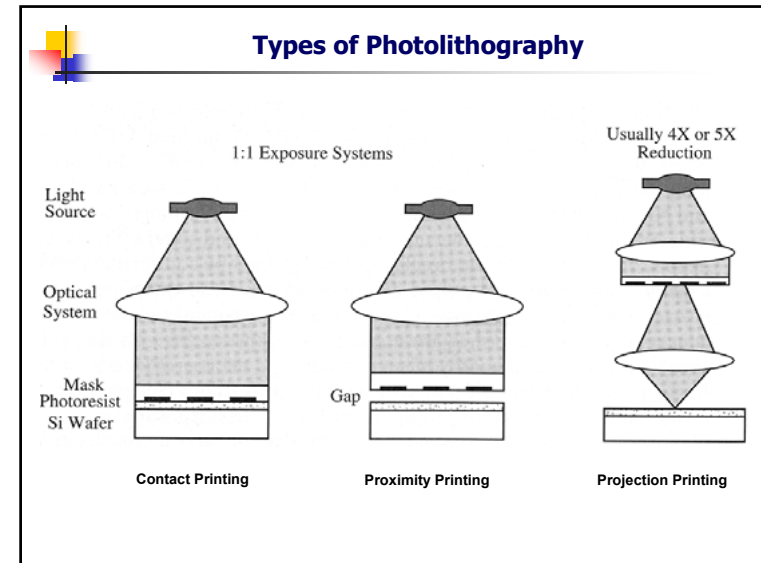 Types of Photolithography
1:1 Exposure Systems
Usually 4X or 5X
Reduction
Light
Source
Optical
System
Mask
Photoresist
Si Wafer
Gap
Contact Printing
Proximity Printing
Projection Printing